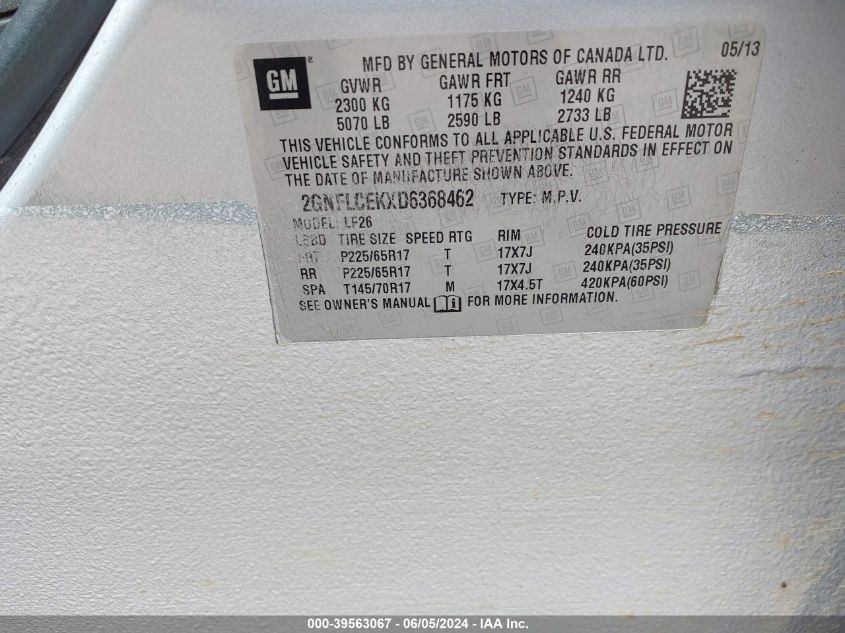 GM ® MFD BY GENERAL MOTORS OF CANADA LTD. 05/13
GVWR GAWR FRT GAWR RR
2300 KG 1175 KG 1240 KG
5070 LB 2590 LB 2733 LB
THIS VEHICLE CONFORMS TO ALL APPLICABLE U.S. FEDERAL MOTOR
VEHICLE SAFETY AND THEFT PREVENTION STANDARDS IN EFFECT ON
THE DATE OF MANUFACTURE SHOWN ABOVE.
2GNFLCEKXD6368462 TYPE: M.P.V.
MODEL: LF26
TIRE SIZE SPEED RTG RIM COLD TIRE PRESSURE
FRT P225/65R17 T 17X7J 240KPA(35PSI)
RR P225/65R17 T 17X7J 240KPA(35PSI)
SPA T145/70R17 M 17X4.5T 420KPA(60PSI)
SEE OWNER'S MANUAL FOR MORE INFORMATION.
000-39563067 - 06/05/2024 - IAA Inc.